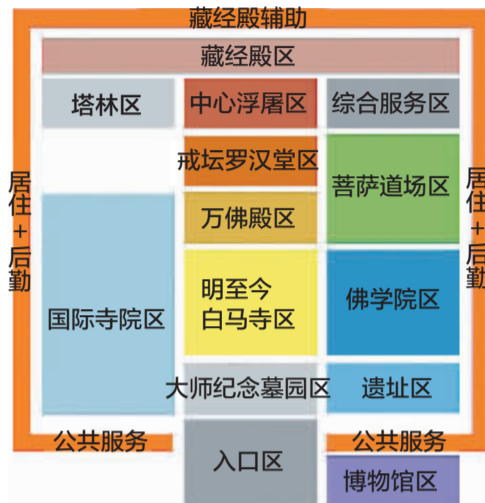 藏经殿辅助
藏经殿区
塔林区
中心浮屠区
综合服务区
戒坛罗汉堂区
菩萨道场区
居住+后勤
居住+后勤
万佛殿区
国际寺院区
明至今
白马寺区
佛学院区
大师纪念墓园区
遗址区
公共服务
公共服务
入口区
博物馆区